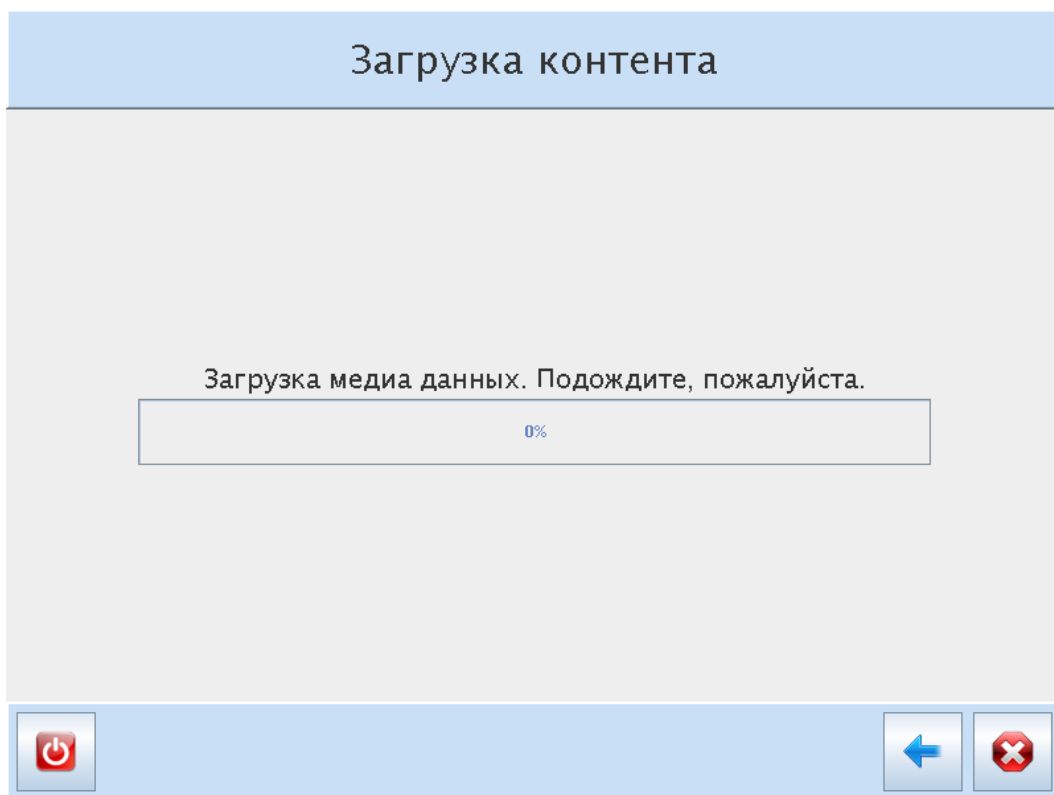 Загрузка контента
Загрузка медиа данных. Подождите, пожалуйста.
0%